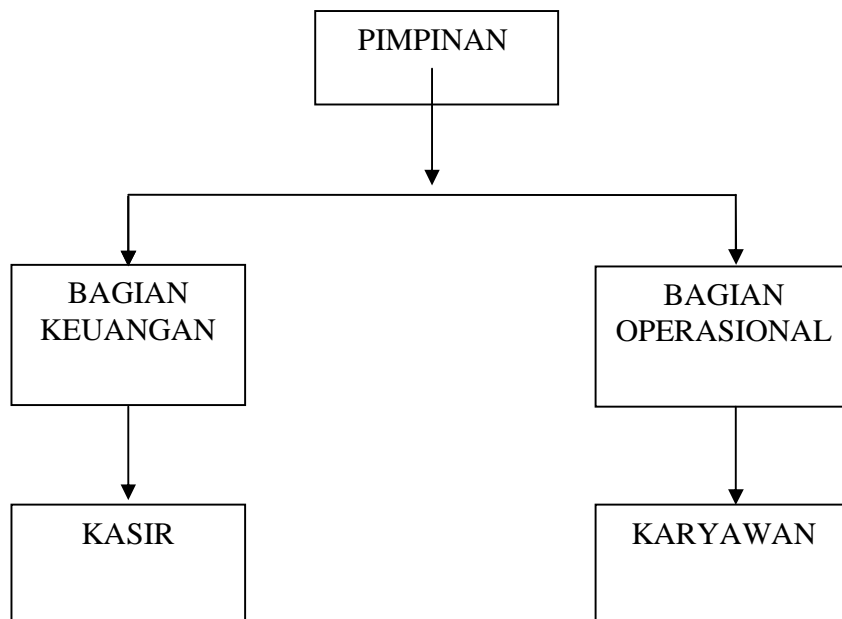 PIMPINAN
BAGIAN
KEUANGAN
BAGIAN
OPERASIONAL
KASIR
KARYAWAN